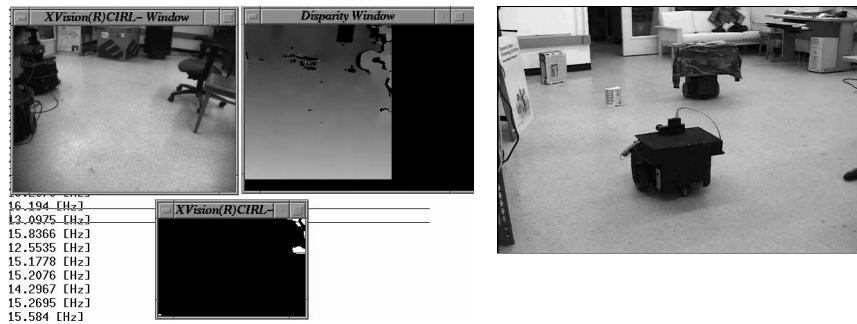 XVision(R)CIRL- Window
Disparity Window
16.194 [Hz]
13.0975 [Hz]
15.8366 [Hz]
12.5535 [Hz]
15.1778 [Hz]
15.2076 [Hz]
14.2967 [Hz]
15.2695 [Hz]
15.584 [Hz]
XVision(R)CIRL-